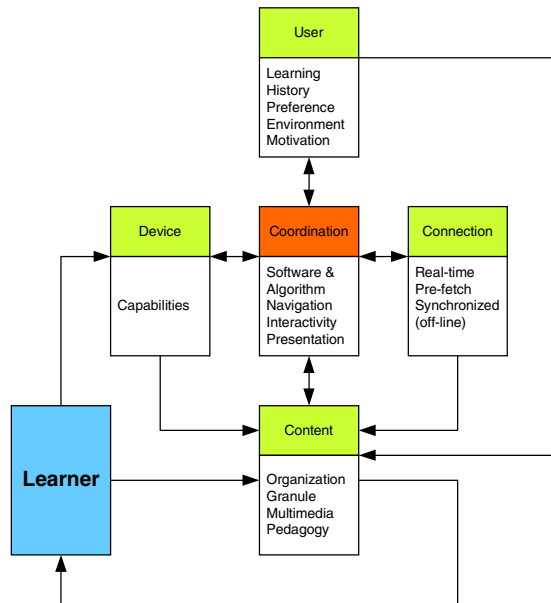 User
Learning
History
Preference
Environment
Motivation
Device
Capabilities
Coordination
Software &
Algorithm
Navigation
Interactivity
Presentation
Connection
Real-time
Pre-fetch
Synchronized
(off-line)
Learner
Content
Organization
Granule
Multimedia
Pedagogy